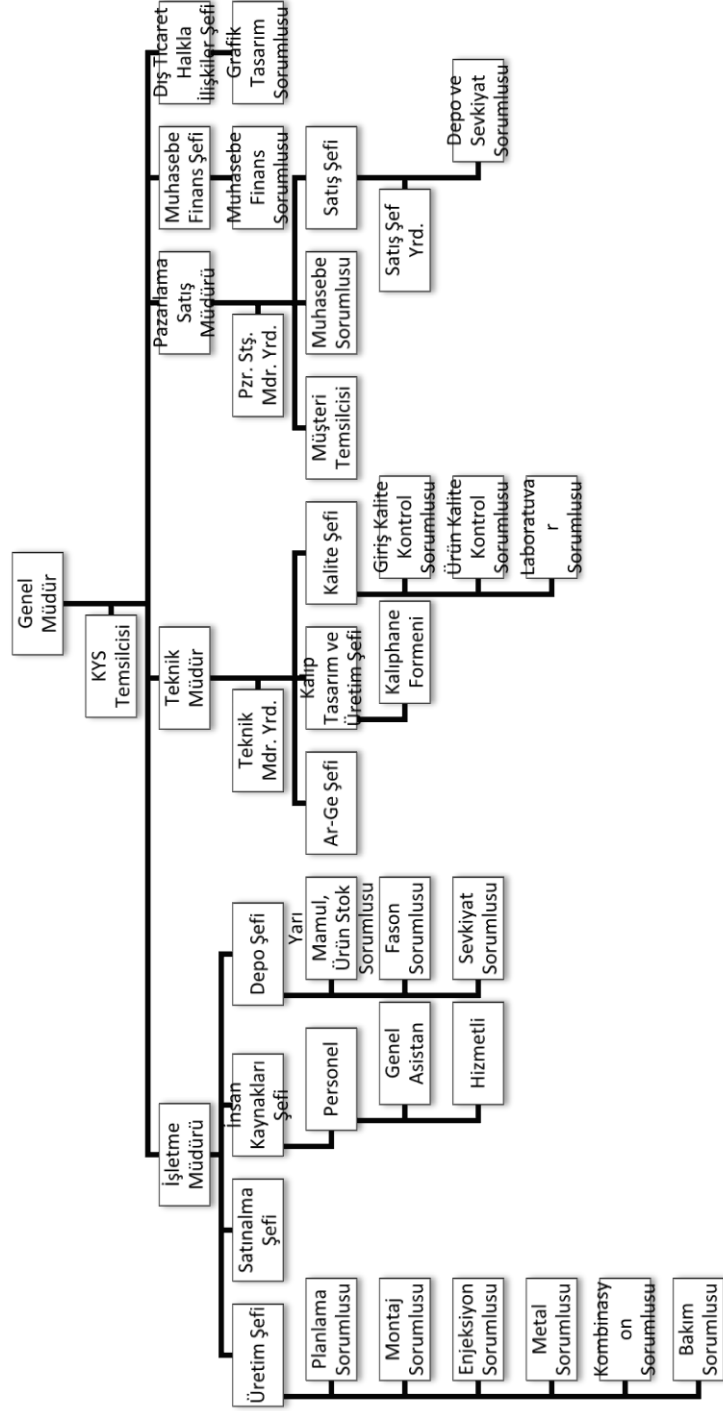 Genel
Müdür
KYS
Temsilcisi
İşletme
Müdürü
Üretim Şefi
Planlama
Sorumlusu
Montaj
Sorumlusu
Enjeksiyon
Sorumlusu
Metal
Sorumlusu
Kombinasy
on
Sorumlusu
Bakım
Sorumlusu
Satınalma
Şefi
İnsan
Kaynakları
Şefi
Personel
Genel
Asistan
Hizmetli
Depo Şefi
Yarı
Mamul,
Ürün Stok
Sorumlusu
Fason
Sorumlusu
Sevkiyat
Sorumlusu
Teknik
Müdür
Teknik
Mdr. Yrd.
Ar-Ge Şefi
Kalıp
Tasarım ve
Üretim Şefi
Kalıphane
Formeni
Kalite Şefi
Giriş Kalite
Kontrol
Sorumlusu
Ürün Kalite
Kontrol
Sorumlusu
Laboratuva
r
Sorumlusu
Pazarlama
Satış
Müdürü
Pzr. Stş.
Mdr. Yrd.
Müşteri
Temsilcisi
Muhasebe
Sorumlusu
Satış Şefi
Satış Şef
Yrd.
Depo ve
Sevkiyat
Sorumlusu
Muhasebe
Finans Şefi
Muhasebe
Finans
Sorumlusu
Dış Ticaret
Halkla
İlişkiler Şefi
Grafik
Tasarım
Sorumlusu